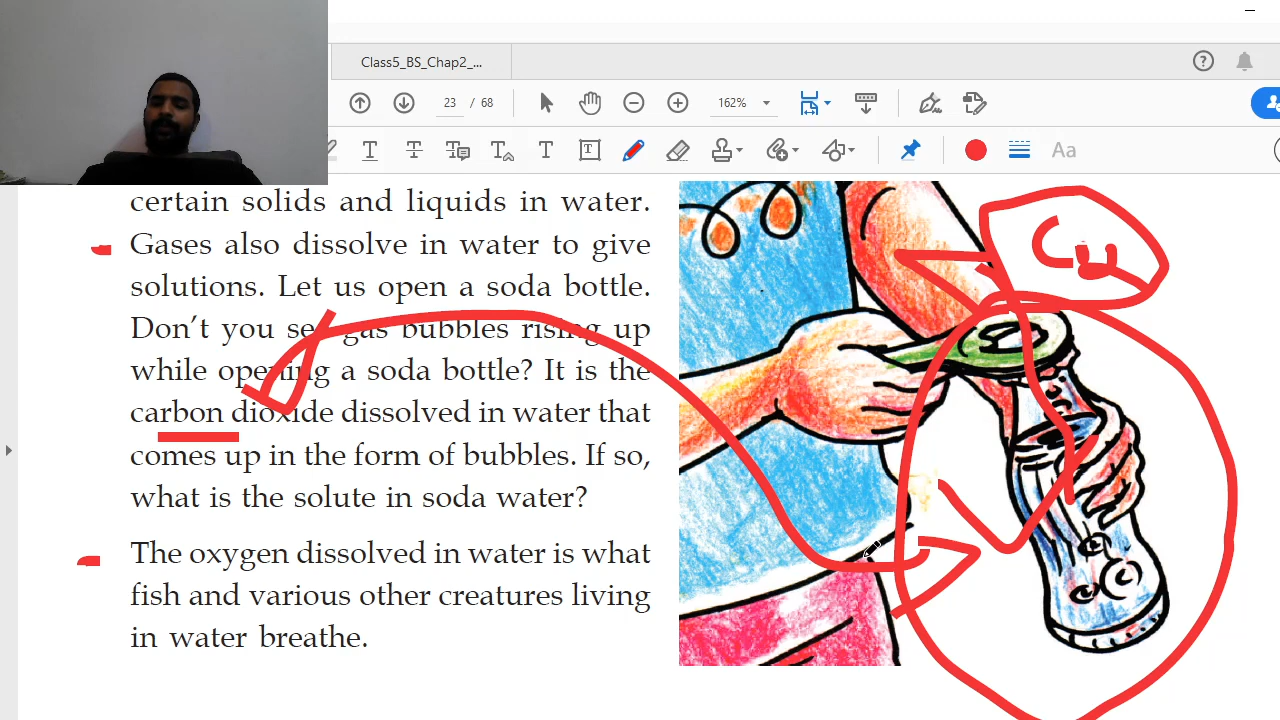 Class5_BS_Chap2_...
23 / 68
162%
Aa
certain solids and liquids in water.
Gases also dissolve in water to give
solutions. Let us open a soda bottle.
Don't you see gas bubbles rising up
while opening a soda bottle? It is the
carbon dioxide dissolved in water that
comes up in the form of bubbles. If so,
what is the solute in soda water?
The oxygen dissolved in water is what
fish and various other creatures living
in water breathe.